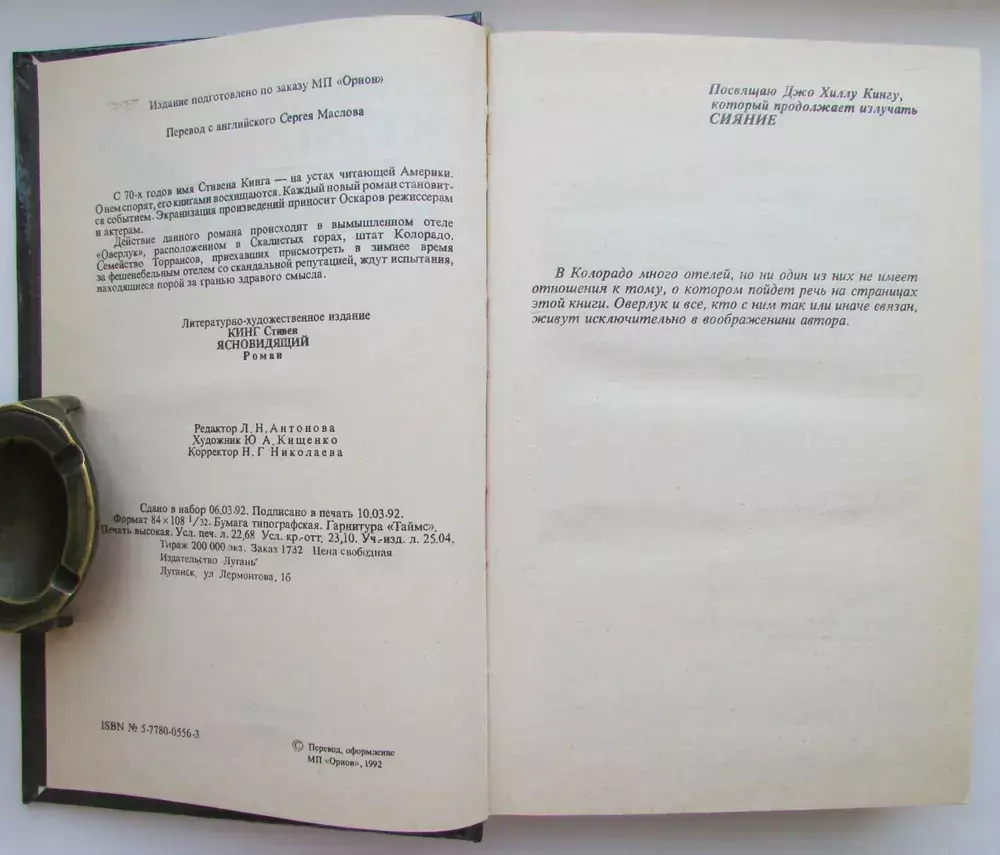 Издание подготовлено по заказу МП «Орион»
Перевод с английского Сергея Маслова
С 70-х годов имя Стивена Кинга — на устах читающей Америки.
О нем спорят, его книгами восхищаются. Каждый новый роман становит-
ся событием. Экранизация произведений приносит Оскаров режиссерам
и актерам.
Действие данного романа происходит в вымышленном отеле
«Оверлук», расположенном в Скалистых горах, штат Колорадо.
Семейство Торрансов, приехавших присмотреть в зимнее время
за фешенебельным отелем со скандальной репутацией, ждут испытания,
находящиеся порой за гранью здравого смысла.
Литературно-художественное издание
КИНГ Стивен
ЯСНОВИДЯЩИЙ
Роман
Редактор Л. Н. Антонова
Художник Ю А. Кищенко
Корректор Н. Г Николаева
Сдано в набор 06.03.92. Подписано в печать 10.03.92.
Формат 84×108 1/32. Бумага типографская. Гарнитура «Таймс».
Печать высокая. Усл. печ. л. 22,68 Усл. кр.-отт. 23,10. Уч.-изд. л. 25.04.
Тираж 200 000 экз. Заказ 1732 Цена свободная
Издательство Лугань
Луганск, ул Лермонтова, 1б
ISBN № 5-7780-0556-3
© Перевод, оформление
МП «Орион», 1992
Посвящаю Джо Хиллу Кингу,
который продолжает излучать
СИЯНИЕ
В Колорадо много отелей, но ни один из них не имеет
отношения к тому, о котором пойдет речь на страницах
этой книги. Оверлук и все, кто с ним так или иначе связан,
живут исключительно в воображенини автора.